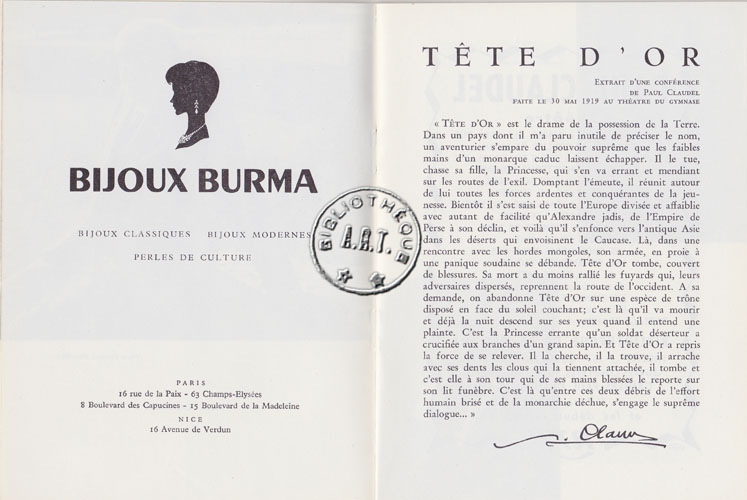 BIJOUX BURMA
BIJOUX CLASSIQUES BIJOUX MODERNES
PERLES DE CULTURE
PARIS
16 rue de la Paix - 63 Champs-Elysées
8 Boulevard des Capucines - 15 Boulevard de la Madeleine
NICE
16 Avenue de Verdun
BIBLIOTHÈQUE
A.R.T.
TÊTE D'OR
EXTRAIT D'UNE CONFÉRENCE
DE PAUL CLAUDEL
FAITE LE 30 MAI 1919 AU THÉATRE DU GYMNASE
« TÊTE D'OR » est le drame de la possession de la Terre.
Dans un pays dont il m'a paru inutile de préciser le nom,
un aventurier s'empare du pouvoir suprême que les faibles
mains d'un monarque caduc laissent échapper. Il le tue,
chasse sa fille, la Princesse, qui s'en va errant et mendiant
sur les routes de l'exil. Domptant l'émeute, il réunit autour
de lui toutes les forces ardentes et conquérantes de la jeu-
nesse. Bientôt il s'est saisi de toute l'Europe divisée et affaiblie
avec autant de facilité qu'Alexandre jadis, de l'Empire de
Perse à son déclin, et voilà qu'il s'enfonce vers l'antique Asie
dans les déserts qui envoisinent le Caucase. Là, dans une
rencontre avec les hordes mongoles, son armée, en proie à
une panique soudaine se débande. Tête d'Or tombe, couvert
de blessures. Sa mort a du moins rallié les fuyards qui, leurs
adversaires dispersés, reprennent la route de l'occident. A
sa demande, on abandonne Tête d'Or sur une espèce de trône
disposé en face du soleil couchant; c'est là qu'il va mourir
et déjà la nuit descend sur ses yeux quand il entend une
plainte. C'est la Princesse errante qu'un soldat déserteur a
crucifiée aux branches d'un grand sapin. Et Tête d'Or a repris
la force de se relever. Il la cherche, il la trouve, il arrache
avec ses dents les clous qui la tiennent attachée, il tombe et
c'est elle à son tour qui de ses mains blessées le reporte sur
son lit funèbre. C'est là qu'entre ces deux débris de l'effort
humain brisé et de la monarchie déchue, s'engage le suprême
dialogue... »